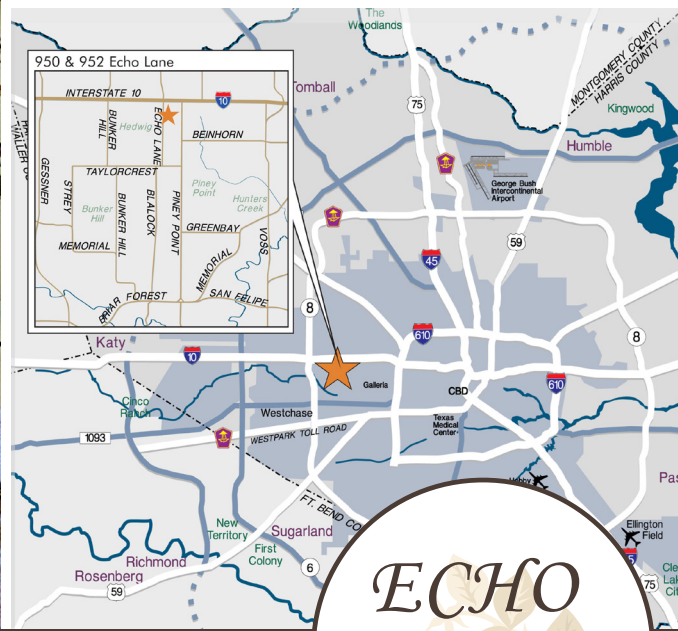 The
Woodlands
MONTGOMERY COUNTY
HARRIS COUNTY
950 & 952 Echo Lane
INTERSTATE 10
10
BUNKER
HILL
Hedwig
ECHO LANE
BEINHORN
GESSNER
TAYLORCREST
STREY
Bunker
Hill
BUNKER HILL
BLALOCK
PINEY POINT
Piney
Point
Hunters
Creek
GREENBAY
MEMORIAL
MEMORIAL
VOSS
BRIAR FOREST
SAN FELIPE
Tomball
75
Kingwood
Humble
George Bush
Intercontinental
Airport
59
45
8
8
610
Katy
10
Galleria
CBD
610
Cinco
Ranch
Westchase
Texas
Medical
Center
1093
WESTPARK TOLL ROAD
FT. BEND CO
New
Territory
Sugarland
First
Colony
6
Richmond
Rosenberg
59
Ellington
Field
75
ECHO